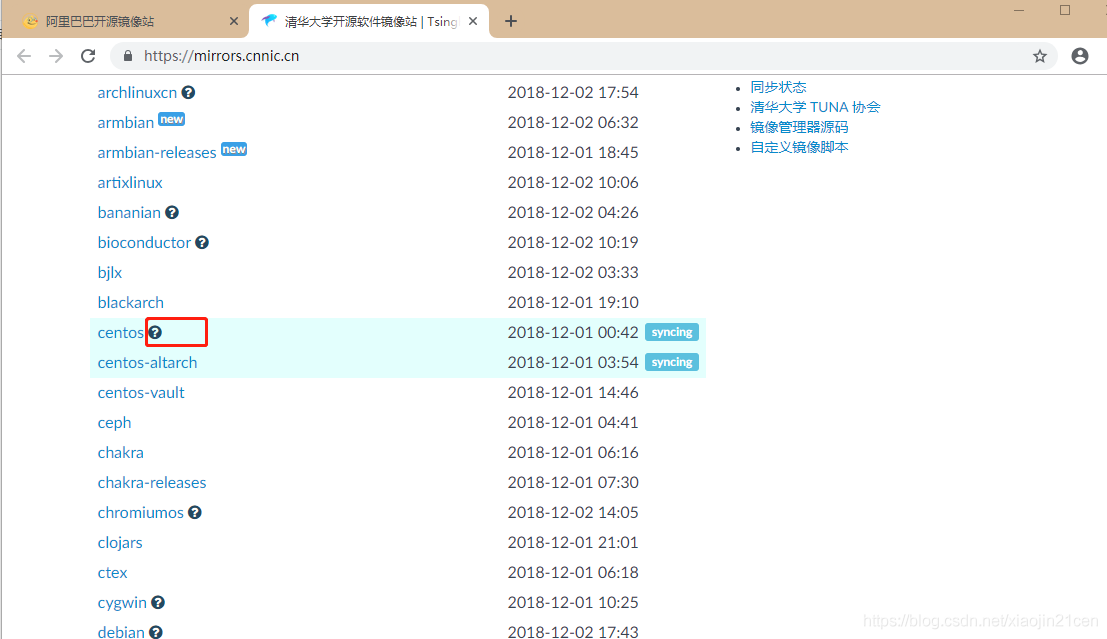 阿里巴巴开源镜像站
清华大学开源软件镜像站 | Tsing
https://mirrors.cnnic.cn
archlinuxcn ? 2018-12-02 17:54
armbian new 2018-12-02 06:32
armbian-releases new 2018-12-01 18:45
artixlinux 2018-12-02 10:06
bananian ? 2018-12-02 04:26
bioconductor ? 2018-12-02 10:19
bjlx 2018-12-02 03:33
blackarch 2018-12-01 19:10
centos ? 2018-12-01 00:42 syncing
centos-altarch 2018-12-01 03:54 syncing
centos-vault 2018-12-01 14:46
ceph 2018-12-01 04:41
chakra 2018-12-01 06:16
chakra-releases 2018-12-01 07:30
chromiumos ? 2018-12-02 14:05
clojars 2018-12-01 21:01
ctex 2018-12-01 06:18
cygwin ? 2018-12-01 10:25
debian ? 2018-12-02 17:43
同步状态
清华大学 TUNA 协会
镜像管理器源码
自定义镜像脚本
https://blog.csdn.net/xiaojin21cen